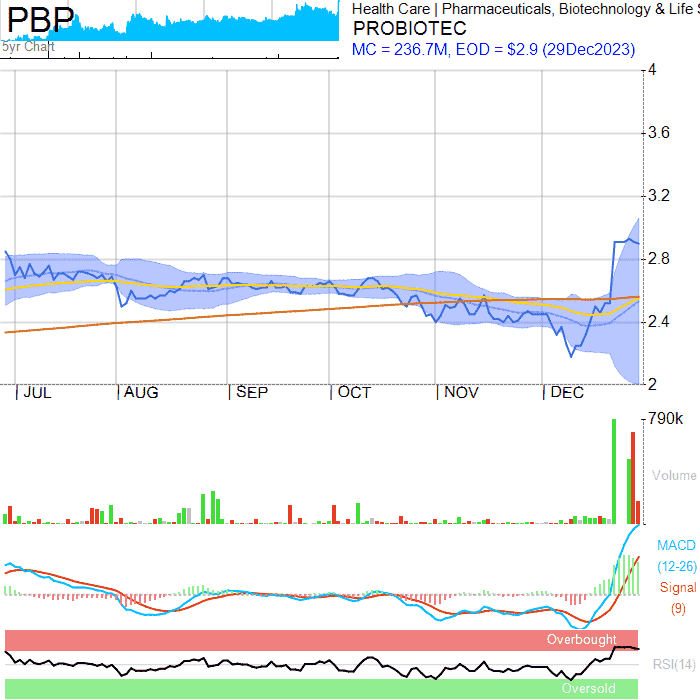 PBP
5yr Chart
Health Care | Pharmaceuticals, Biotechnology & Life S
PROBIOTEC
MC = 236.7M, EOD = $2.9 (29Dec2023)
4
3.6
3.2
2.8
2.4
2
JUL AUG SEP OCT NOV DEC
790k
Volume
MACD
(12-26)
Signal
(9)
Overbought
RSI(14)
Oversold